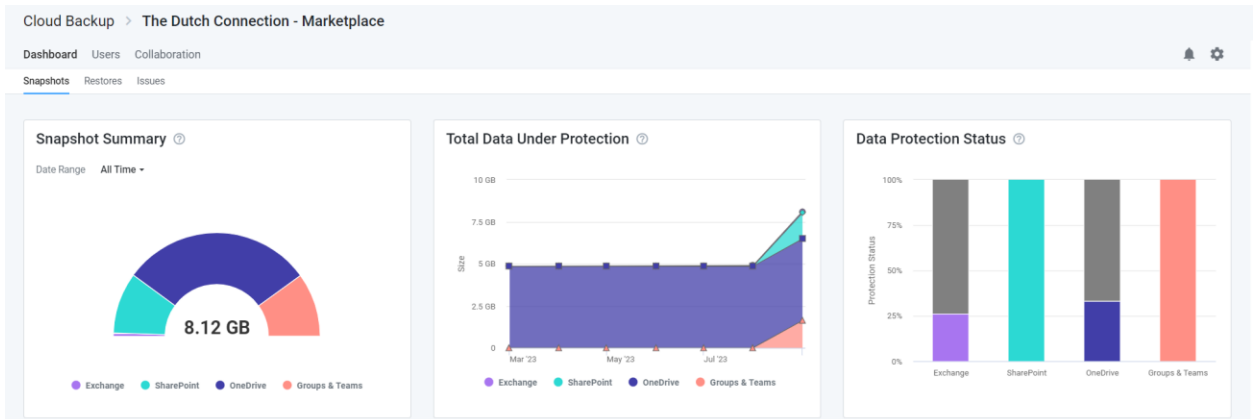 Cloud Backup > The Dutch Connection - Marketplace
Dashboard Users Collaboration
Snapshots Restores Issues
Snapshot Summary ?
Date Range All Time
8.12 GB
Exchange SharePoint OneDrive Groups & Teams
Total Data Under Protection ?
10 GB
7.5 GB
5 GB
2.5 GB
0
Size
Mar '23 May '23 Jul '23
Exchange SharePoint OneDrive Groups & Teams
Data Protection Status ?
100%
75%
50%
25%
0%
Protection Status
Exchange SharePoint OneDrive Groups & Teams